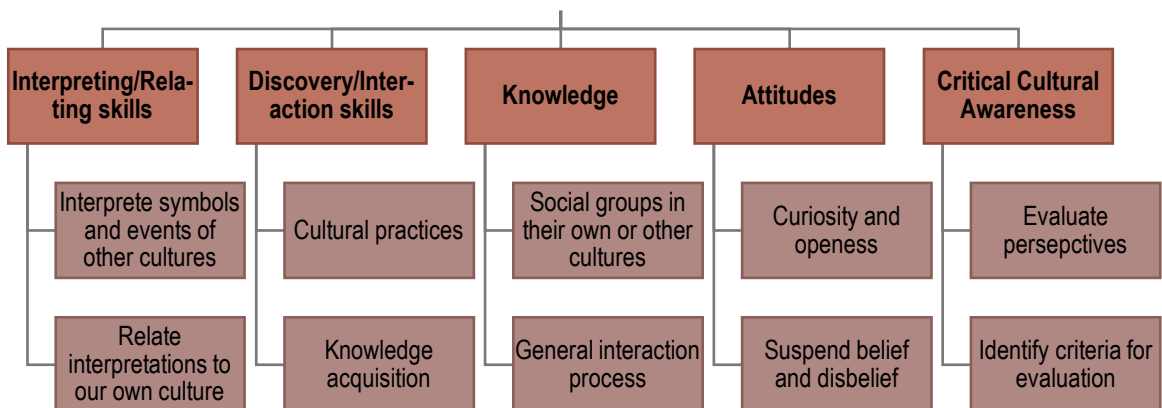 Interpreting/Rela-
ting skills
Discovery/Inter-
action skills
Knowledge
Attitudes
Critical Cultural
Awareness
Interprete symbols
and events of
other cultures
Cultural practices
Social groups in
their own or other
cultures
Curiosity and
openess
Evaluate
persepctives
Relate
interpretations to
our own culture
Knowledge
acquisition
General interaction
process
Suspend belief
and disbelief
Identify criteria for
evaluation